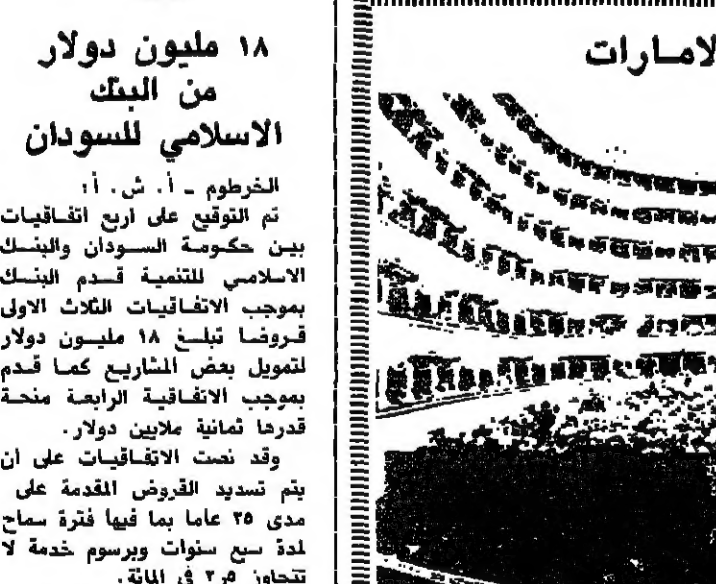 ١٨ مليون دولار
من البنك
الاسلامي للسودان
الخرطوم ـ أ. ش. أ:
تم التوقيع على اربع اتفاقيات
بين حكومة السودان والبنك
الاسلامي للتنمية قدم البنك
بموجب الاتفاقيات الثلاث الاولى
قروضا تبلغ ١٨ مليون دولار
لتمويل بعض المشاريع كما قدم
بموجب الاتفاقية الرابعة منحة
قدرها ثمانية ملايين دولار.
وقد نصت الاتفاقيات على أن
يتم تسديد القروض المقدمة على
مدى ٢٥ عاما بما فيها فترة سماح
لمدة سبع سنوات وبرسوم خدمة لا
تتجاوز ٣٫٥ في المائة.
لامارات